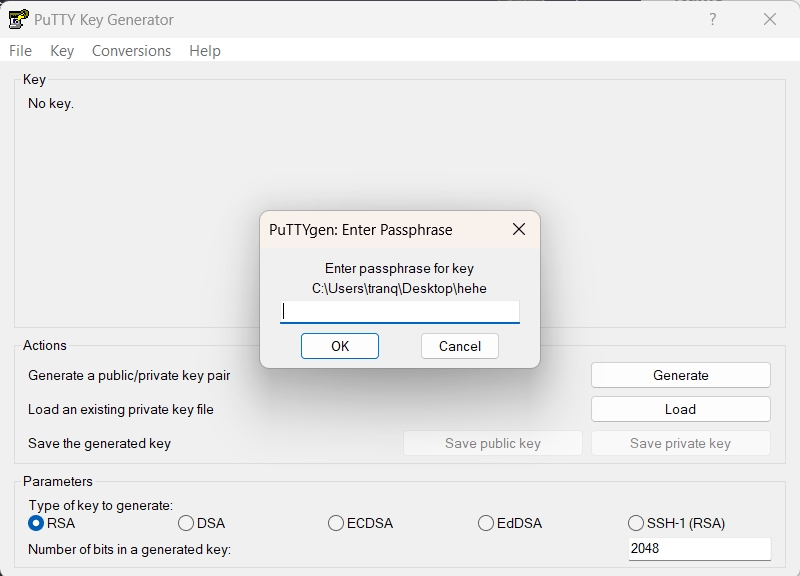 PuTTY Key Generator
?
File Key Conversions Help
Key
No key.
PuTTYgen: Enter Passphrase
Enter passphrase for key
C:\Users\tranq\Desktop\hehe
OK Cancel
Actions
Generate a public/private key pair Generate
Load an existing private key file Load
Save the generated key Save public key Save private key
Parameters
Type of key to generate:
RSA DSA ECDSA EdDSA SSH-1 (RSA)
Number of bits in a generated key: 2048